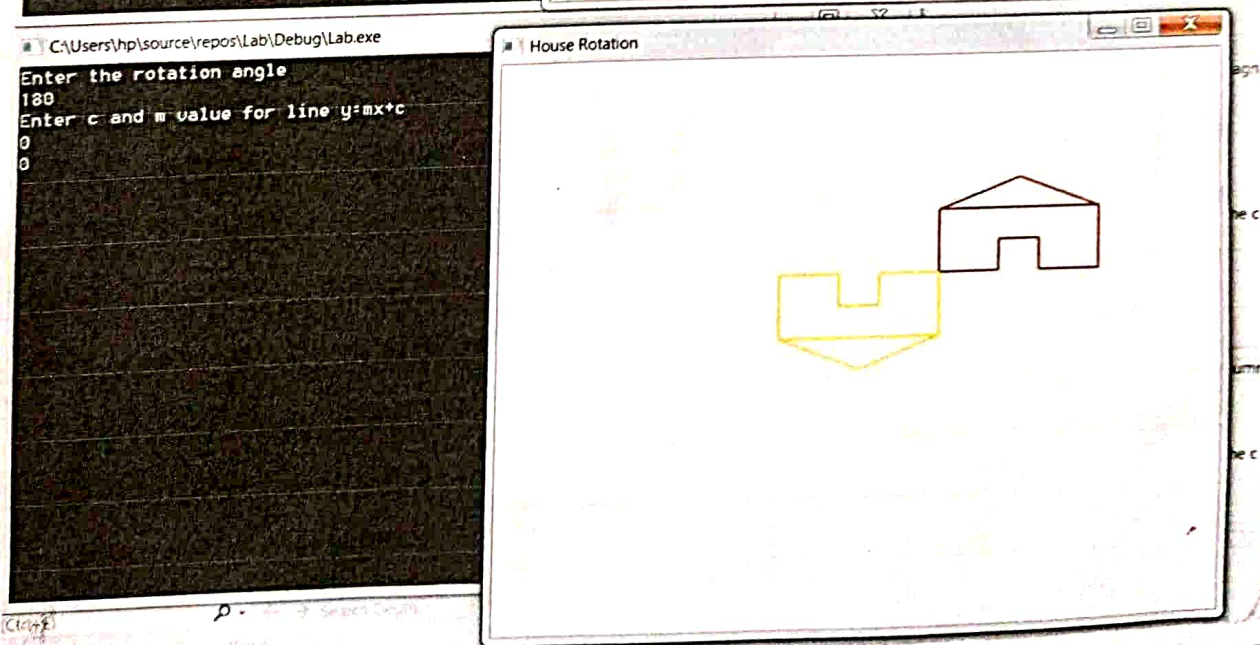 C:\Users\hp\source\repos\Lab\Debug\Lab.exe
Enter the rotation angle
180
Enter c and m value for line y=mx+c
0
0
House Rotation